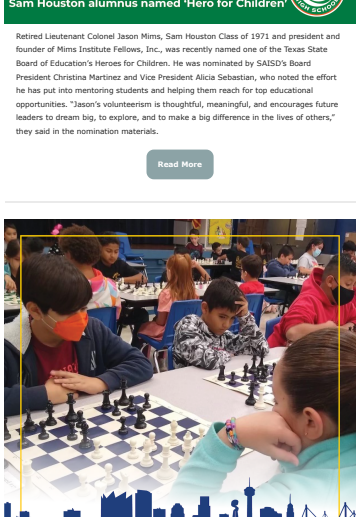 Sam Houston alumnus named ‘Hero for Children’
HIGH SCHOOL
Retired Lieutenant Colonel Jason Mims, Sam Houston Class of 1971 and president and
founder of Mims Institute Fellows, Inc., was recently named one of the Texas State
Board of Education’s Heroes for Children. He was nominated by SAISD’s Board
President Christina Martinez and Vice President Alicia Sebastian, who noted the effort
he has put into mentoring students and helping them reach for top educational
opportunities. “Jason’s volunteerism is thoughtful, meaningful, and encourages future
leaders to dream big, to explore, and to make a big difference in the lives of others,”
they said in the nomination materials.
Read More